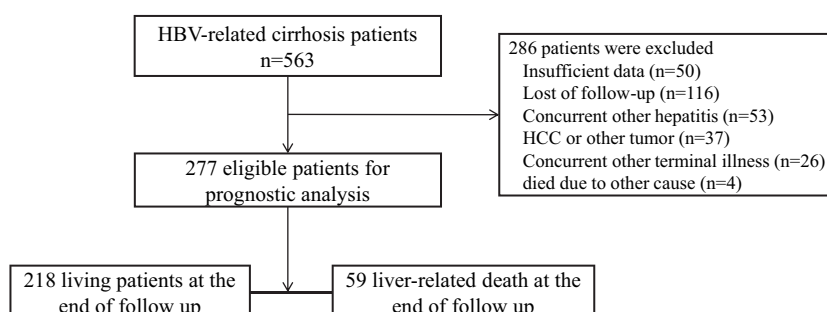 HBV-related cirrhosis patients
n=563
286 patients were excluded
Insufficient data (n=50)
Lost of follow-up (n=116)
Concurrent other hepatitis (n=53)
HCC or other tumor (n=37)
Concurrent other terminal illness (n=26)
died due to other cause (n=4)
277 eligible patients for
prognostic analysis
218 living patients at the
end of follow up
59 liver-related death at the
end of follow up